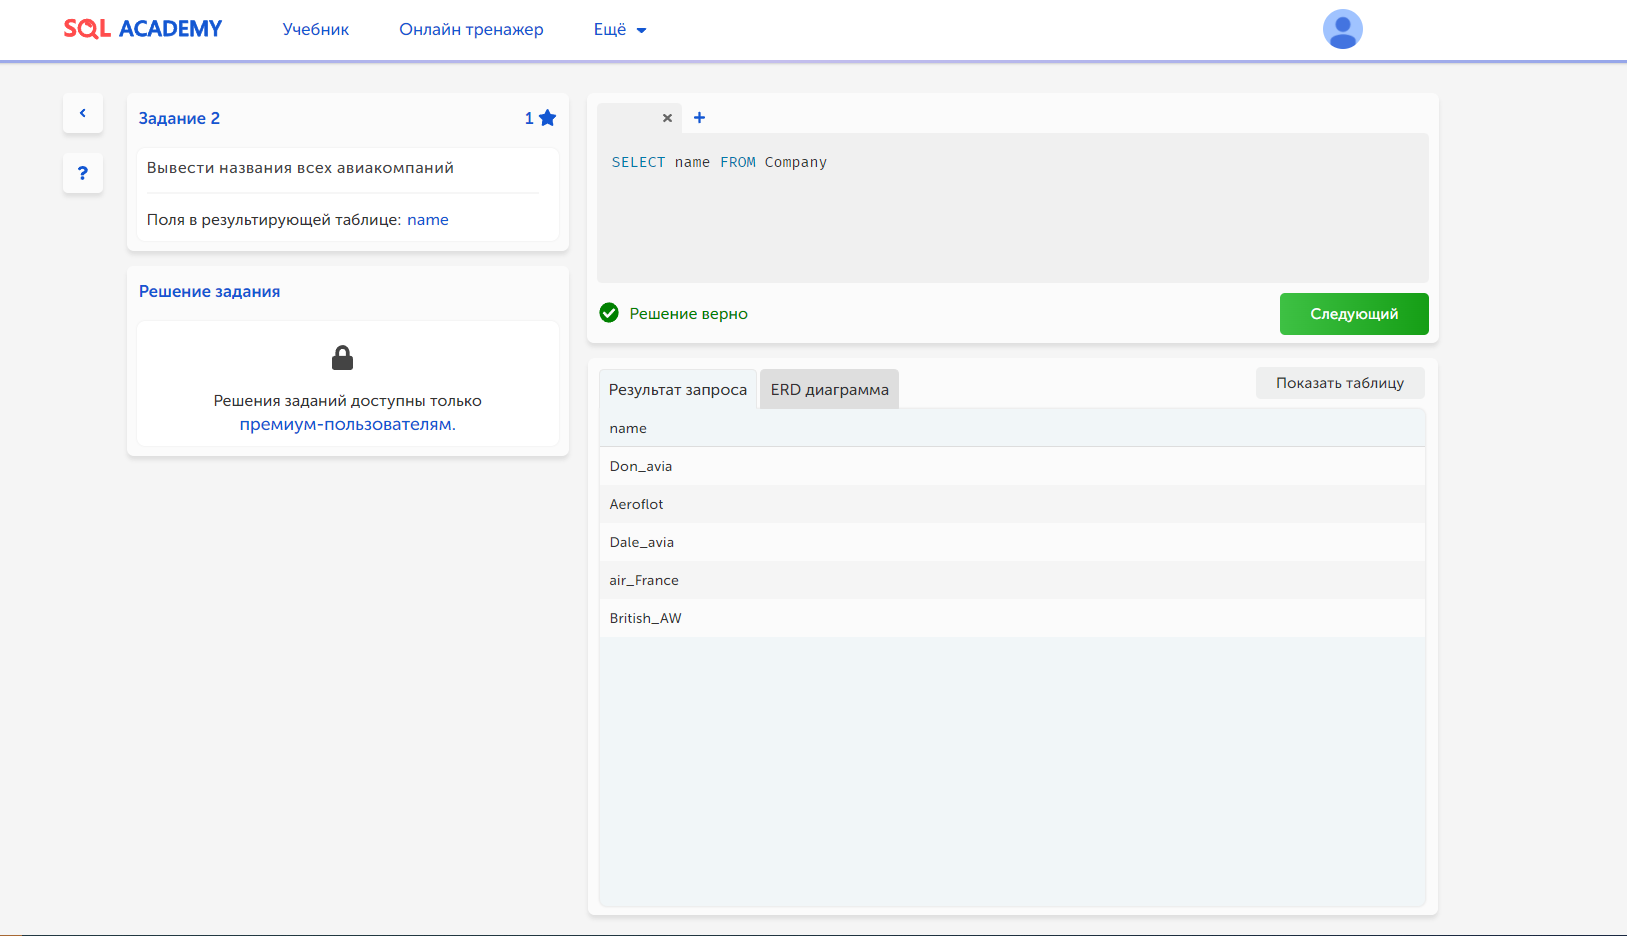 SQL ACADEMY
Учебник
Онлайн тренажер
Ещё
Задание 2
1
Вывести названия всех авиакомпаний
Поля в результирующей таблице: name
Решение задания
Решения заданий доступны только
премиум-пользователям.
?
SELECT name FROM Company
Решение верно
Следующий
Результат запроса
ERD диаграмма
Показать таблицу
name
Don_avia
Aeroflot
Dale_avia
air_France
British_AW